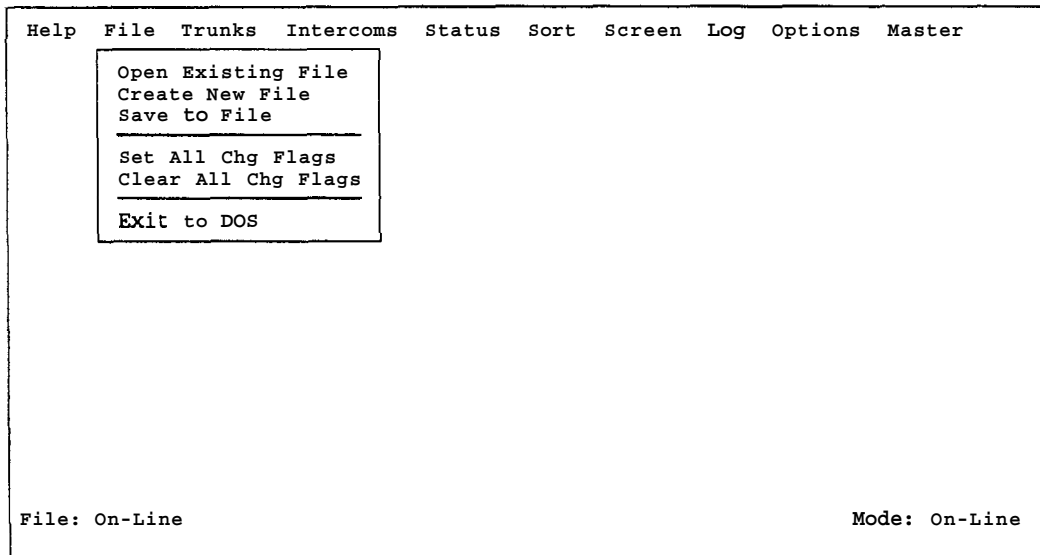 Help File Trunks Intercoms Status Sort Screen Log Options Master
Open Existing File
Create New File
Save to File
Set All Chg Flags
Clear All Chg Flags
Exit to DOS
File: On-Line Mode: On-Line